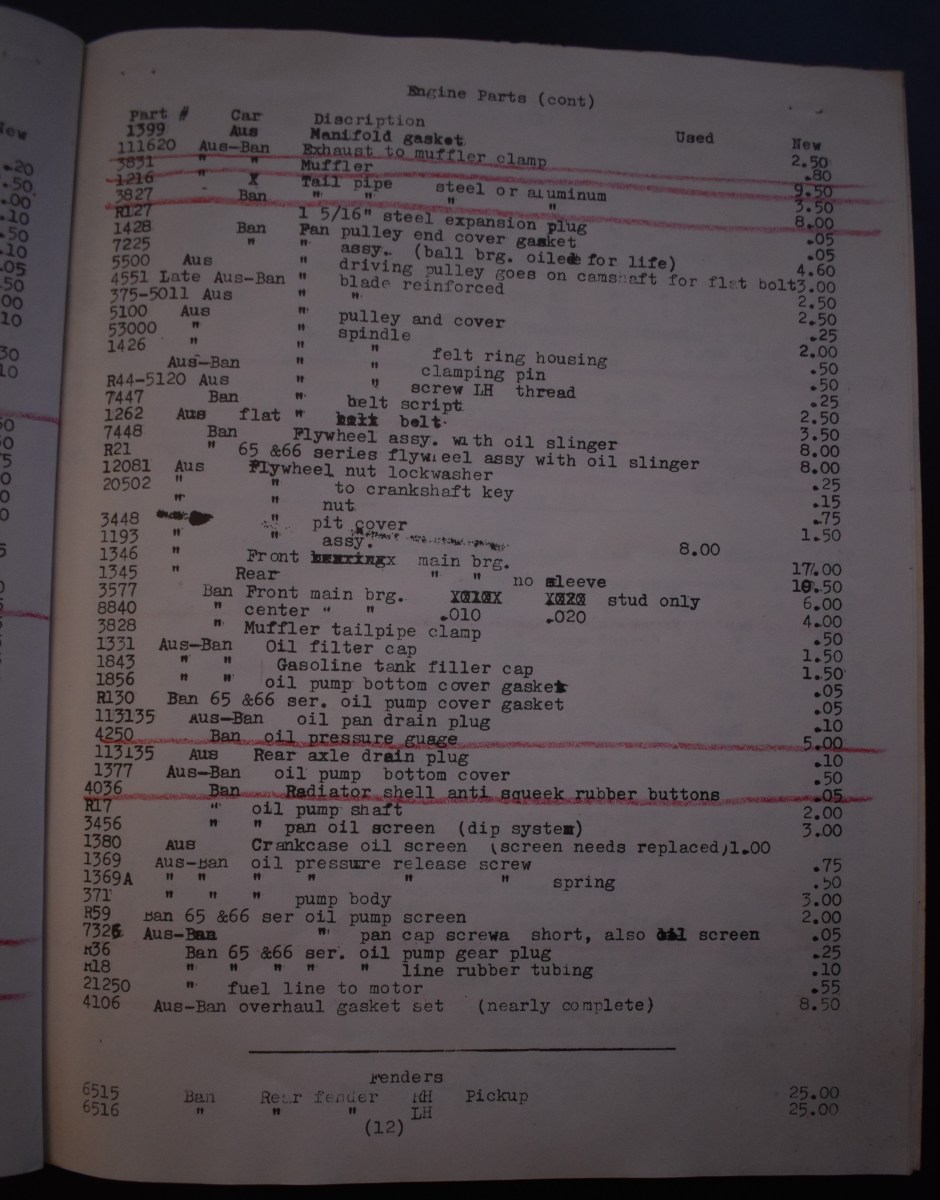 Engine Parts (cont)
Part # Car Discription Used New
1399 Aus Manifold gasket 2.50
111620 Aus-Ban Exhaust to muffler clamp .80
3831 " " Muffler 9.50
1216 " X Tail pipe steel or aluminum 3.50
3827 Ban " " " " 8.00
R127 1 5/16" steel expansion plug .05
1428 Ban Fan pulley end cover gasket .05
7225 " " assy. (ball brg. oiled for life) 4.60
5500 Aus " driving pulley goes on camshaft for flat bolt 3.00
4551 Late Aus-Ban " blade reinforced 2.50
375-5011 Aus " " 2.50
5100 Aus " pulley and cover .25
53000 " " spindle 2.00
1426 " " " felt ring housing .50
Aus-Ban " " clamping pin .50
R44-5120 Aus " " screw LH thread .25
7447 Ban " belt script 2.50
1262 Aus flat " belt 3.50
7448 Ban Flywheel assy. with oil slinger 8.00
R21 " 65 &66 series flywheel assy with oil slinger 8.00
12081 Aus Flywheel nut lockwasher .25
20502 " " to crankshaft key .15
" " nut .75
3448 " pit cover 1.50
1193 " " assy. 8.00
1346 " Front main brg. 17.00
1345 " Rear " " no sleeve 10.50
3577 Ban Front main brg. X010X X020 stud only 6.00
8840 " center " " .010 .020 4.00
3828 " Muffler tailpipe clamp .50
1331 Aus-Ban Oil filter cap 1.50
1843 " " Gasoline tank filler cap 1.50
1856 " " oil pump bottom cover gasket .05
R130 Ban 65 &66 ser. oil pump cover gasket .05
113135 Aus-Ban oil pan drain plug .10
4250 Ban oil pressure guage 5.00
113135 Aus Rear axle drain plug .10
1377 Aus-Ban oil pump bottom cover .50
4036 Ban Radiator shell anti squeek rubber buttons .05
R17 " oil pump shaft 2.00
3456 " " pan oil screen (dip system) 3.00
1380 Aus Crankcase oil screen (screen needs replaced)1.00
1369 Aus-Ban oil pressure release screw .75
1369A " " " " " " spring .50
371 " " " pump body 3.00
R59 Ban 65 &66 ser oil pump screen 2.00
7326 Aus-Ban " pan cap screwa short, also oil screen .05
R36 Ban 65 &66 ser. oil pump gear plug .25
R18 " " " " " line rubber tubing .10
21250 " fuel line to motor .55
4106 Aus-Ban overhaul gasket set (nearly complete) 8.50
Fenders
6515 Ban Rear fender RH Pickup 25.00
6516 " " " LH 25.00
(12)
New
.20
.50
.00
.10
.50
.10
.05
.50
00
10
30
10